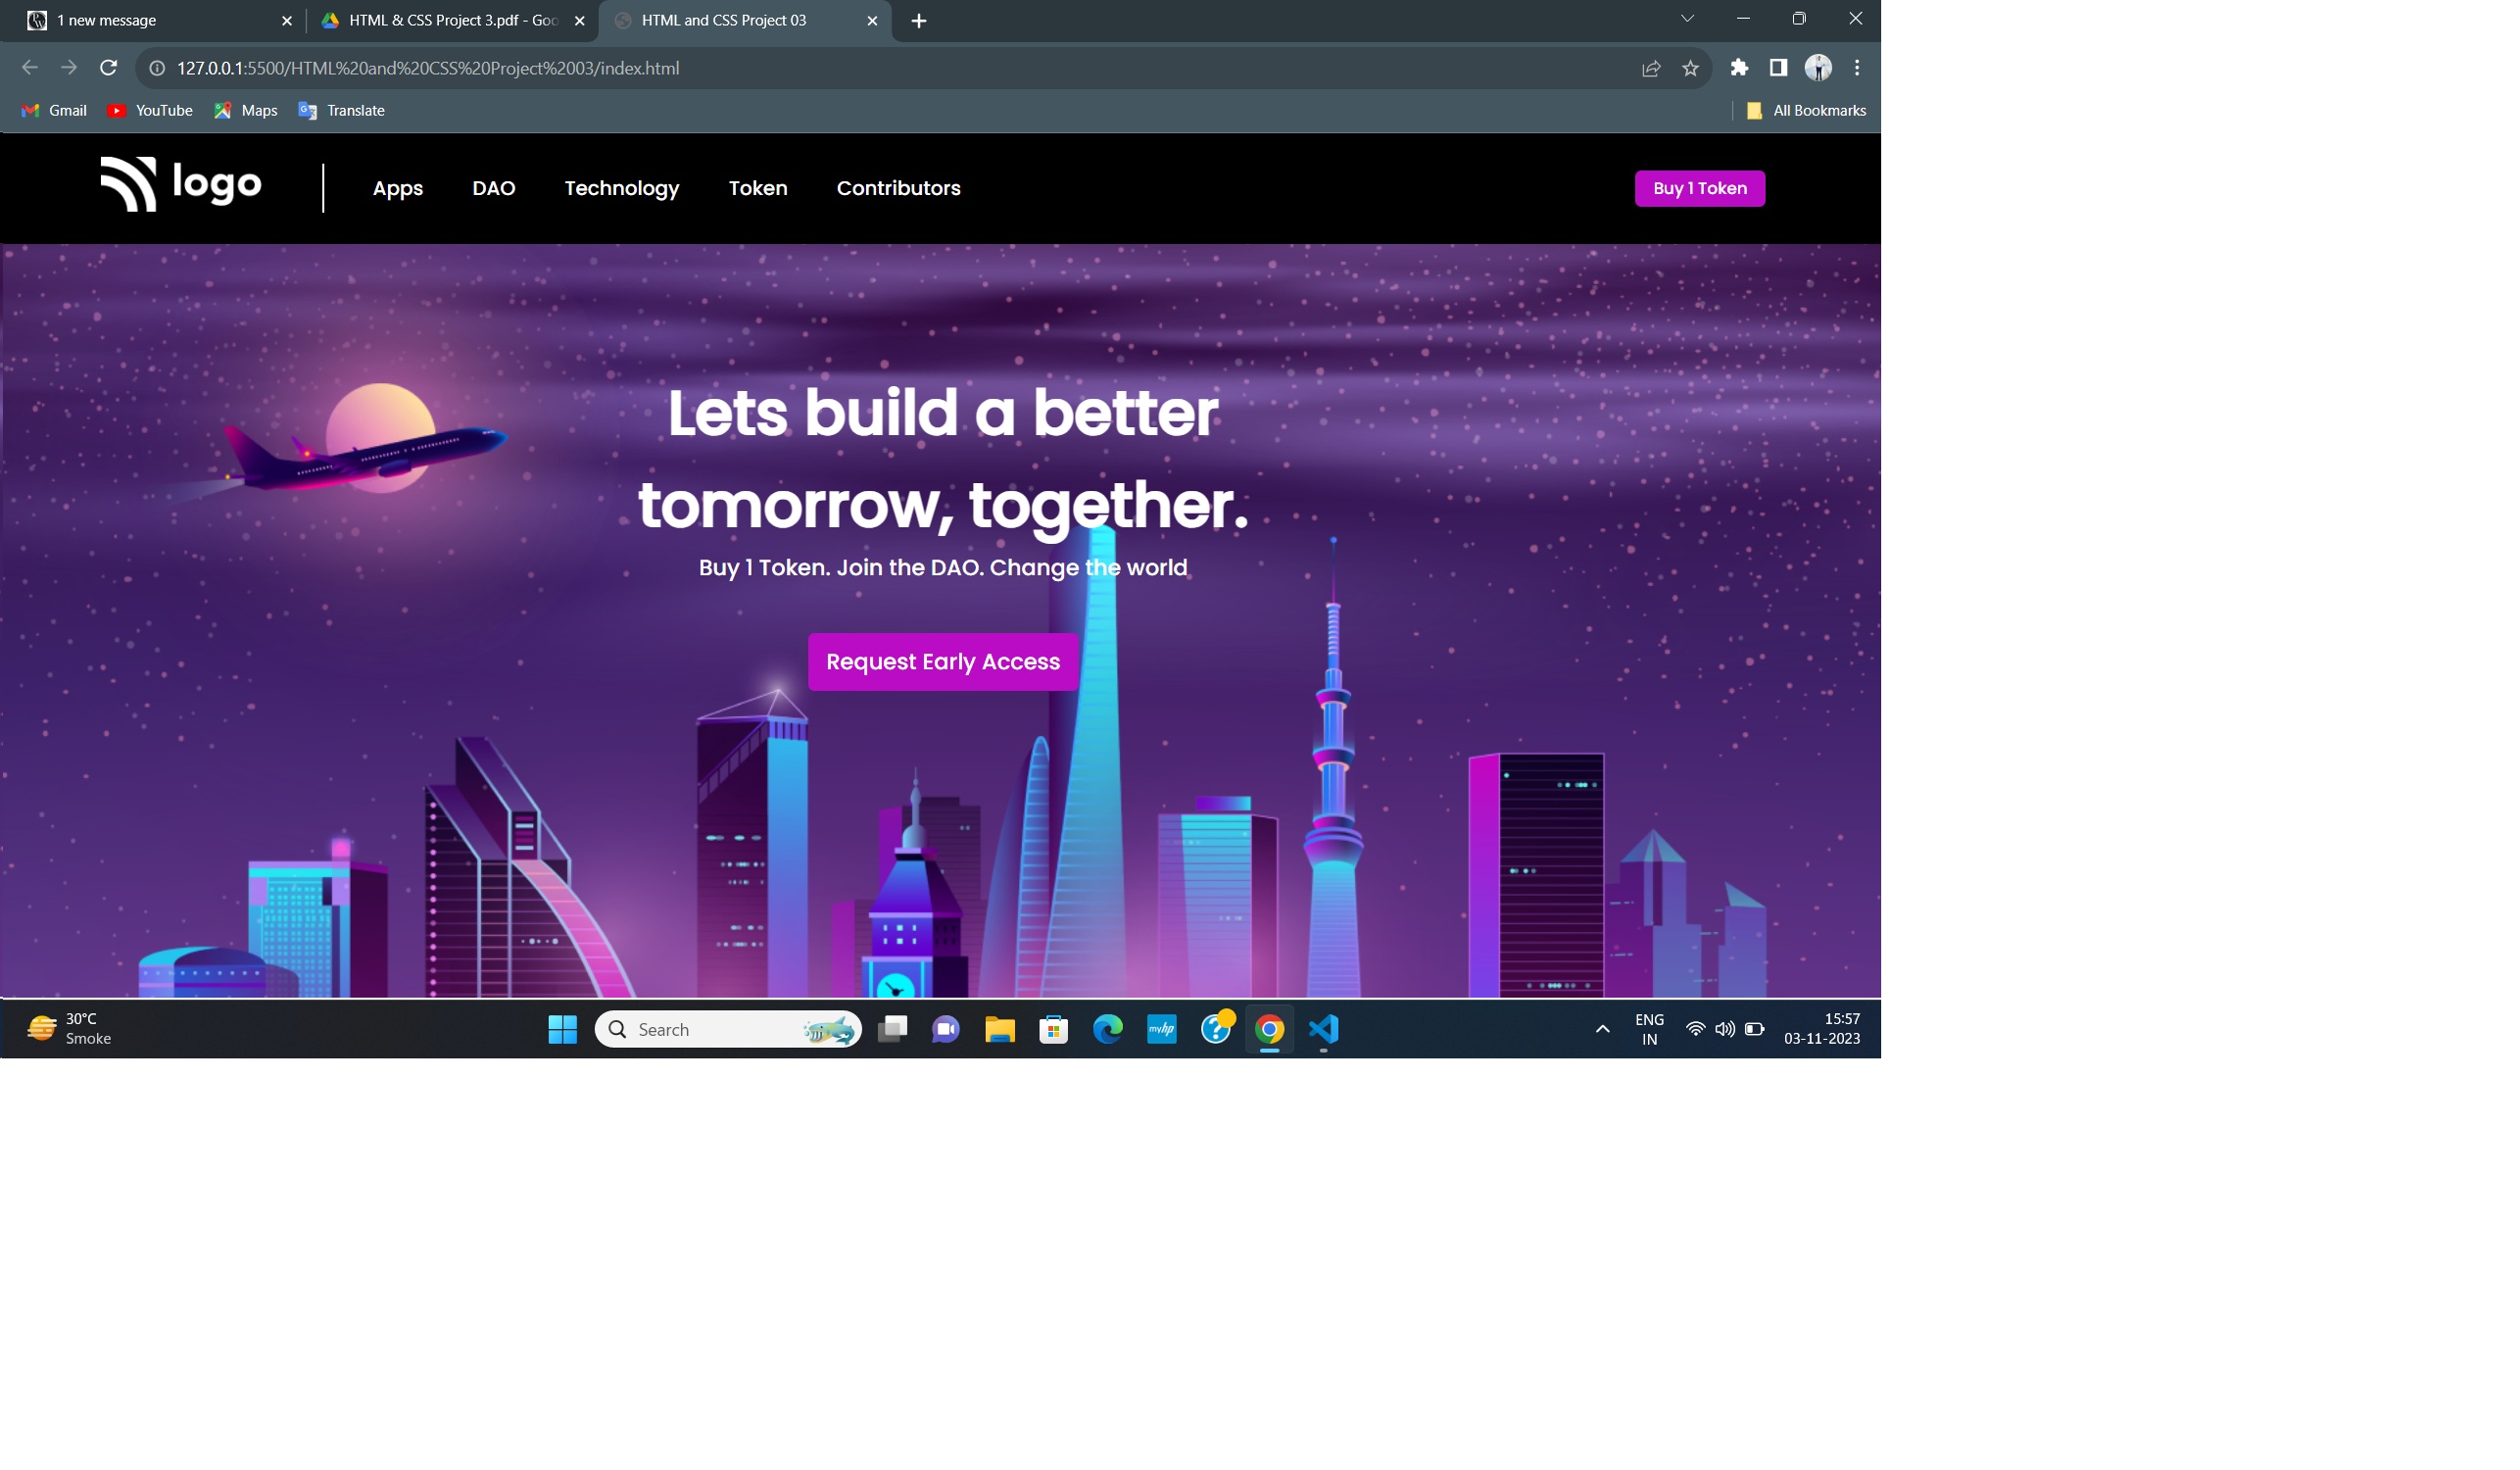 1 new message
HTML & CSS Project 3.pdf - Goo
HTML and CSS Project 03
127.0.0.1:5500/HTML%20and%20CSS%20Project%2003/index.html
Gmail YouTube Maps Translate All Bookmarks
logo Apps DAO Technology Token Contributors Buy 1 Token
Lets build a better
tomorrow, together.
Buy 1 Token. Join the DAO. Change the world
Request Early Access
30°C
Smoke
Search
myhp
ENG
IN
15:57
03-11-2023